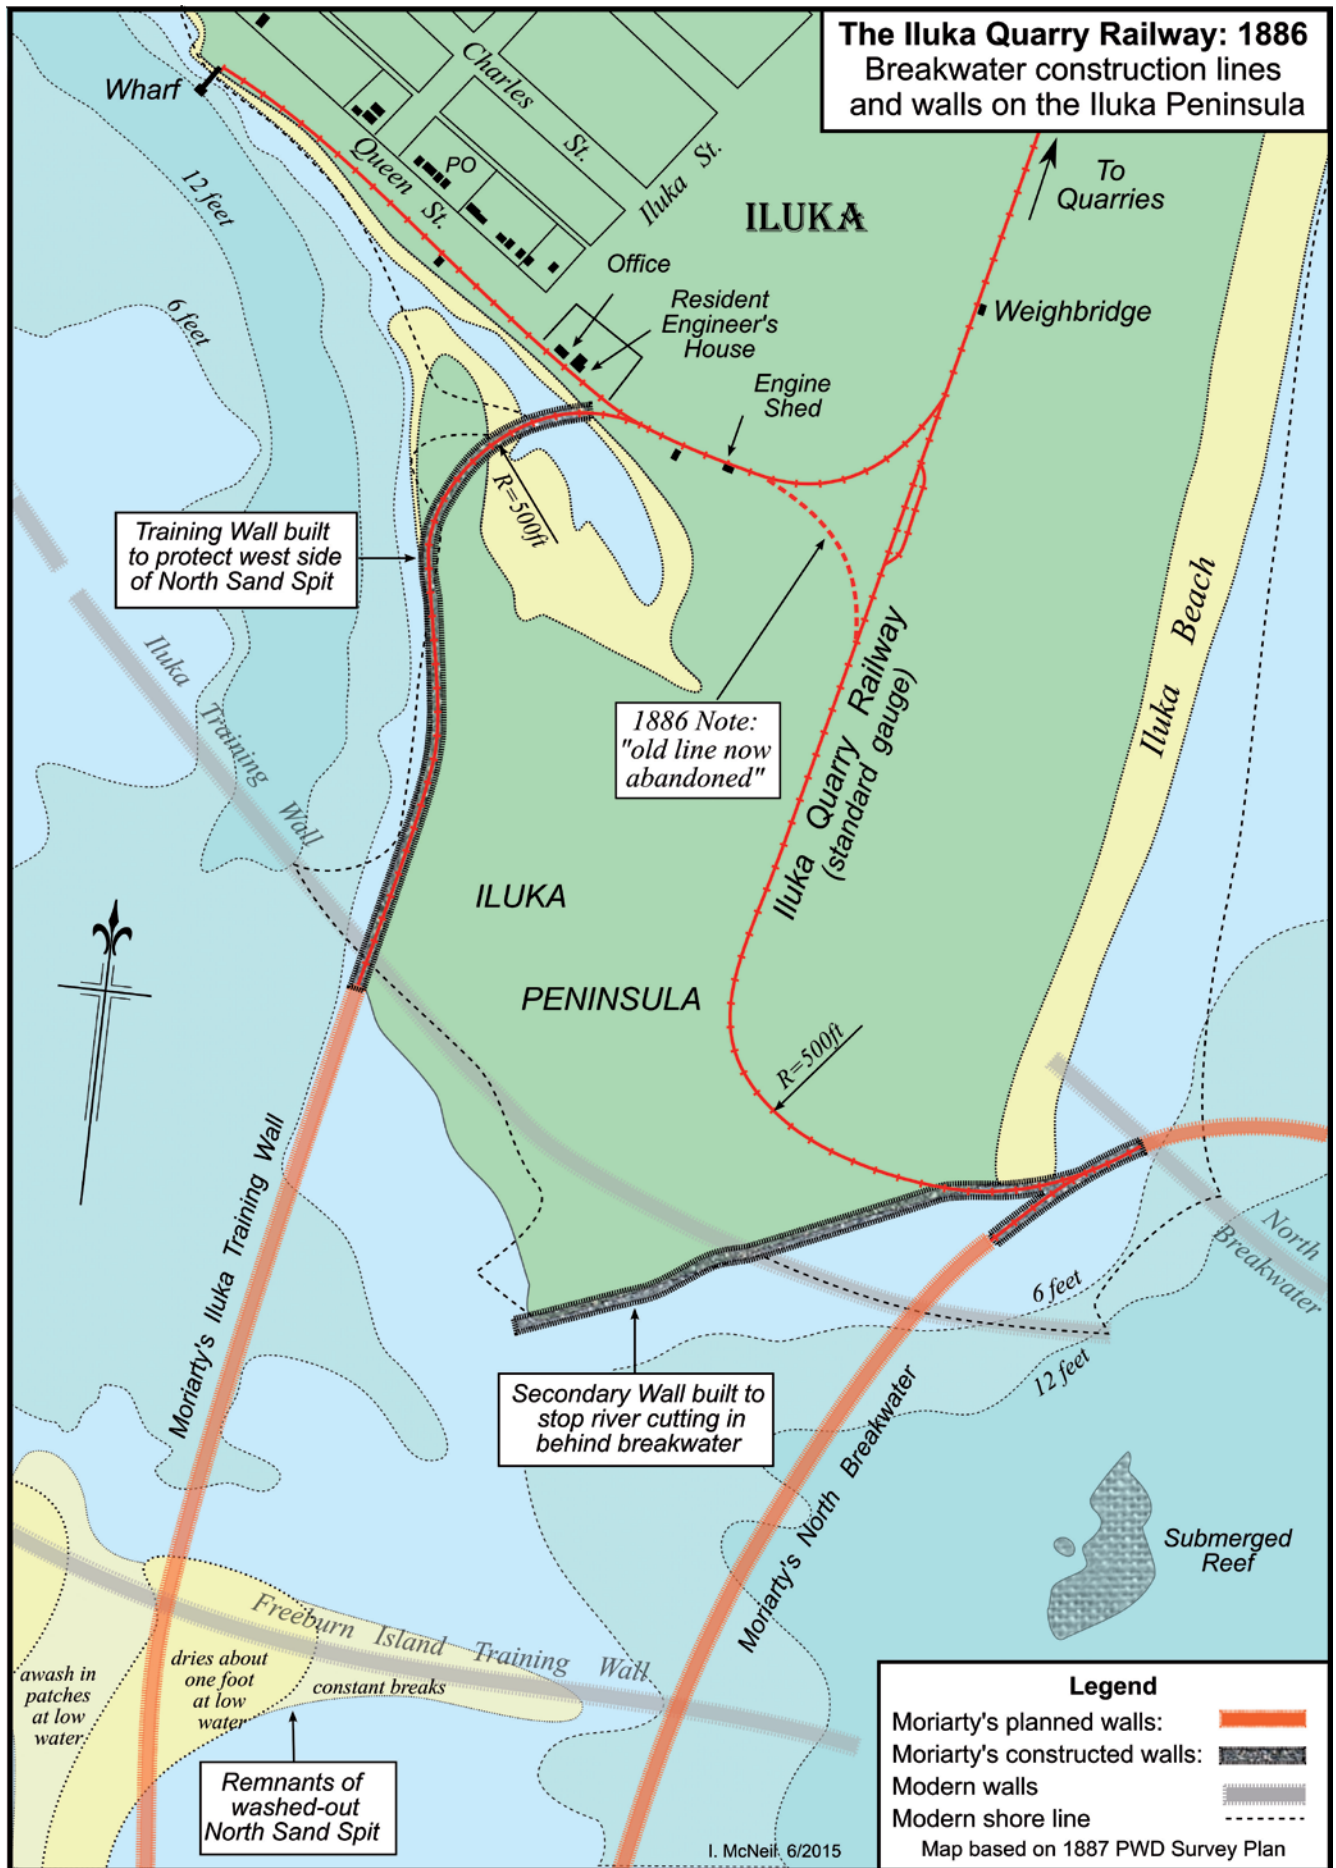 The Iluka Quarry Railway: 1886
Breakwater construction lines
and walls on the Iluka Peninsula
Wharf
Charles
St.
Queen
St.
PO
Iluka St.
ILUKA
To
Quarries
12 feet
6 feet
Office
Resident
Engineer's
House
Weighbridge
Engine
Shed
R=500ft
Training Wall built
to protect west side
of North Sand Spit
Iluka Training Wall
1886 Note:
"old line now
abandoned"
Iluka Quarry Railway
(standard gauge)
Iluka Beach
ILUKA
PENINSULA
R=500ft
Moriarty's Iluka Training Wall
North
Breakwater
6 feet
12 feet
Secondary Wall built to
stop river cutting in
behind breakwater
Moriarty's North Breakwater
Submerged
Reef
Freeburn Island Training Wall
awash in
patches
at low
water
dries about
one foot
at low
water
constant breaks
Remnants of
washed-out
North Sand Spit
I. McNeil 6/2015
Legend
Moriarty's planned walls:
Moriarty's constructed walls:
Modern walls
Modern shore line
Map based on 1887 PWD Survey Plan